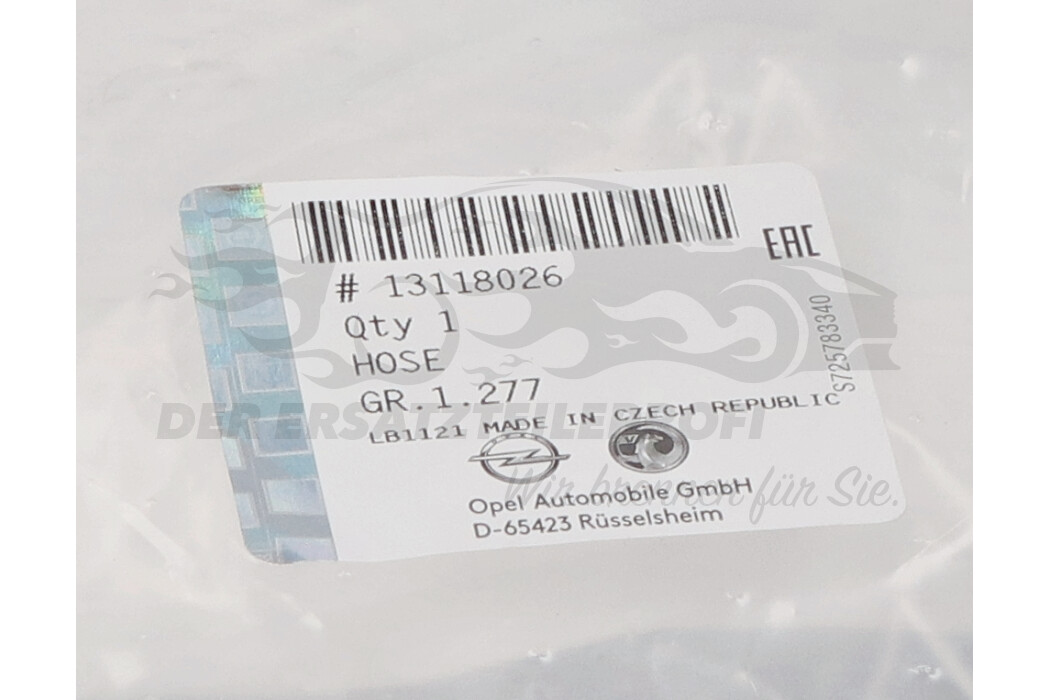 EAC
# 13118026
Qty 1
HOSE
GR.1.277
LB1121 MADE IN CZECH REPUBLIC
S725783340
Opel Automobile GmbH
D-65423 Rüsselsheim
DER ERSATZTEILEPROFI
Wir brennen für Sie.